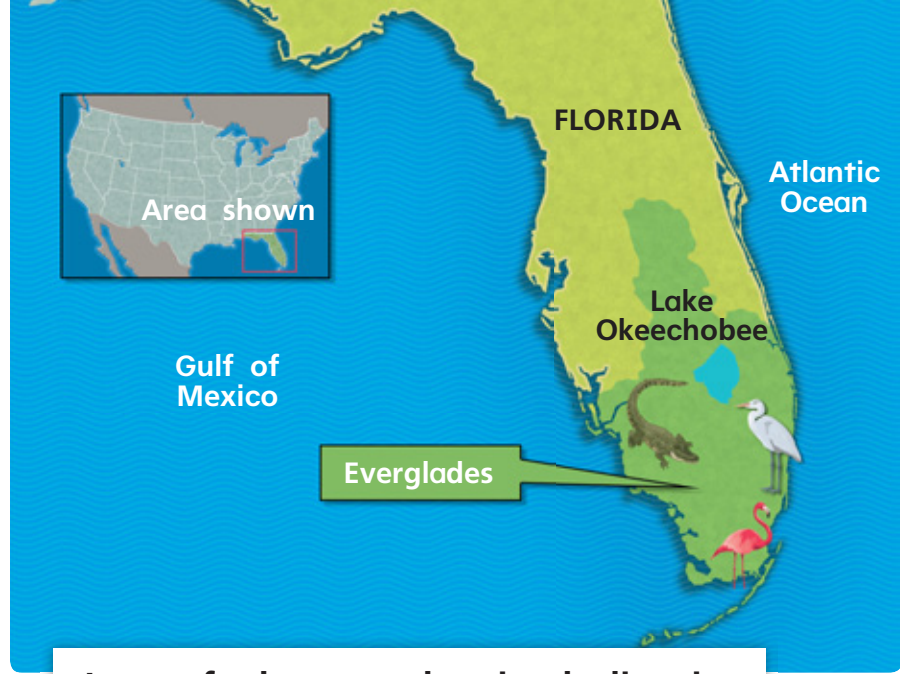 FLORIDA
Atlantic
Ocean
Area shown
Lake
Okeechobee
Gulf of
Mexico
Everglades